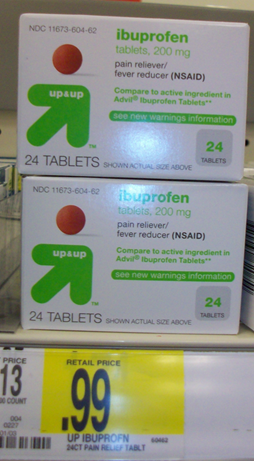 NDC 11673-604-62
ibuprofen
tablets, 200 mg
pain reliever/
fever reducer (NSAID)
up&up
Compare to active ingredient in
Advil® Ibuprofen Tablets**
see new warnings information
TM
24 TABLETS
SHOWN ACTUAL SIZE ABOVE
24
TABLETS
NDC 11673-604-62
ibuprofen
tablets, 200 mg
pain reliever/
fever reducer (NSAID)
up&up
Compare to active ingredient in
Advil® Ibuprofen Tablets**
see new warnings information
TM
24 TABLETS
SHOWN ACTUAL SIZE ABOVE
24
TABLETS
PRICE
13
COUNT
004
0227
RETAIL PRICE
.99
UP IBUPROFN
24CT PAIN RELIEF TABLT